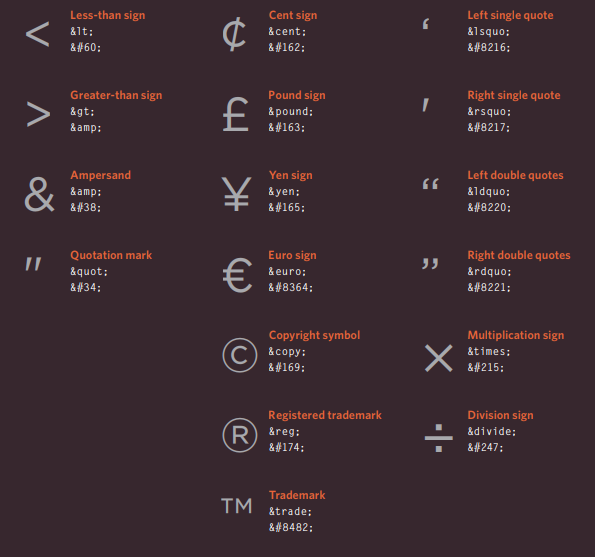 <
Less-than sign
&lt;
&#60;
>
Greater-than sign
&gt;
&amp;
&
Ampersand
&amp;
&#38;
"
Quotation mark
&quot;
&#34;
¢
Cent sign
&cent;
&#162;
£
Pound sign
&pound;
&#163;
¥
Yen sign
&yen;
&#165;
€
Euro sign
&euro;
&#8364;
©
Copyright symbol
&copy;
&#169;
®
Registered trademark
&reg;
&#174;
™
Trademark
&trade;
&#8482;
‘
Left single quote
&lsquo;
&#8216;
'
Right single quote
&rsquo;
&#8217;
“
Left double quotes
&ldquo;
&#8220;
”
Right double quotes
&rdquo;
&#8221;
×
Multiplication sign
&times;
&#215;
÷
Division sign
&divide;
&#247;